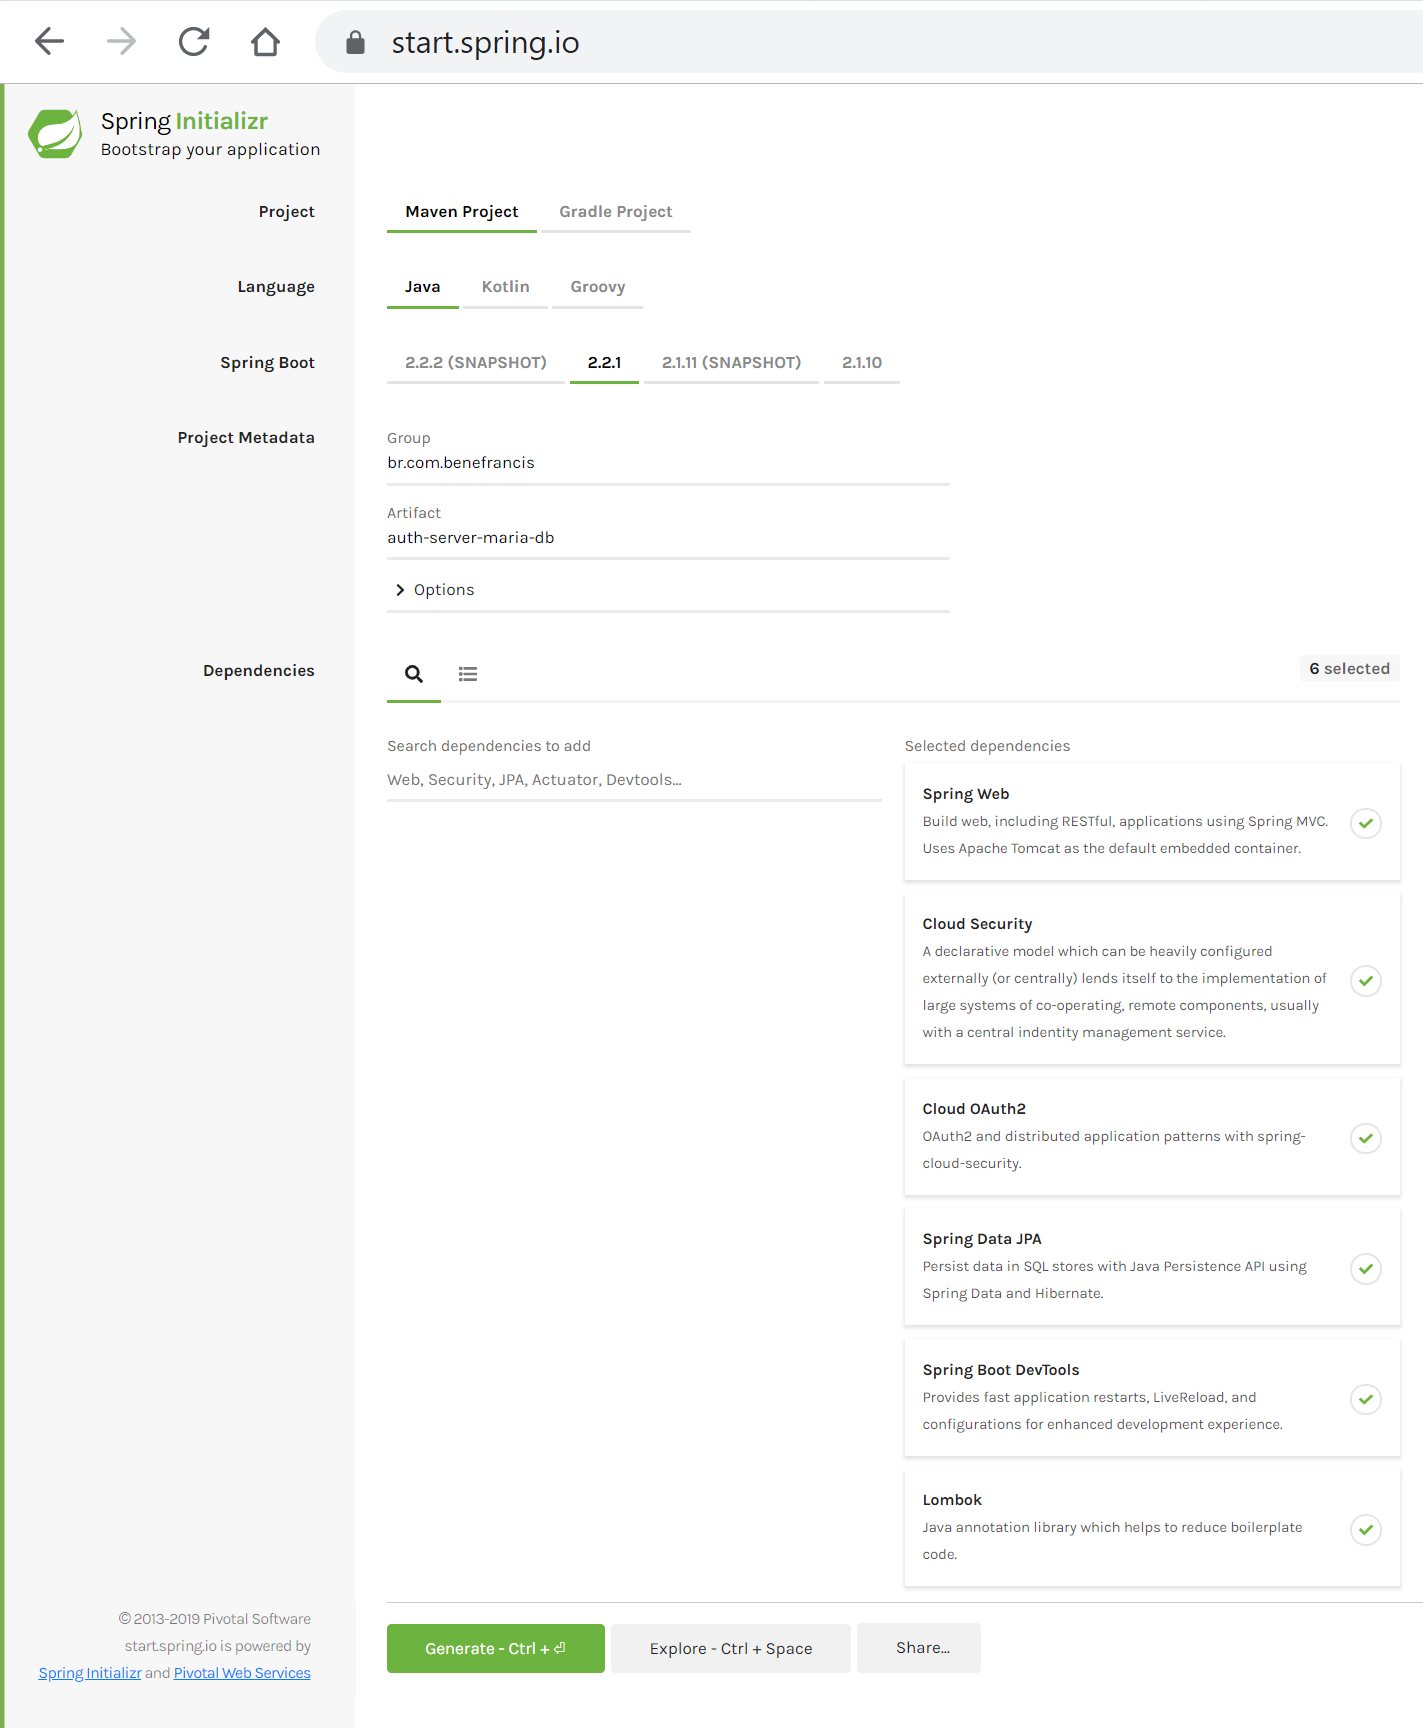 start.spring.io
Spring Initializr
Bootstrap your application
Project
Maven Project Gradle Project
Language
Java Kotlin Groovy
Spring Boot
2.2.2 (SNAPSHOT) 2.2.1 2.1.11 (SNAPSHOT) 2.1.10
Project Metadata
Group
br.com.benefrancis
Artifact
auth-server-maria-db
Options
Dependencies
6 selected
Search dependencies to add
Web, Security, JPA, Actuator, Devtools...
Selected dependencies
Spring Web
Build web, including RESTful, applications using Spring MVC.
Uses Apache Tomcat as the default embedded container.
Cloud Security
A declarative model which can be heavily configured
externally (or centrally) lends itself to the implementation of
large systems of co-operating, remote components, usually
with a central indentity management service.
Cloud OAuth2
OAuth2 and distributed application patterns with spring-
cloud-security.
Spring Data JPA
Persist data in SQL stores with Java Persistence API using
Spring Data and Hibernate.
Spring Boot DevTools
Provides fast application restarts, LiveReload, and
configurations for enhanced development experience.
Lombok
Java annotation library which helps to reduce boilerplate
code.
© 2013-2019 Pivotal Software
start.spring.io is powered by
Spring Initializr and Pivotal Web Services
Generate - Ctrl + ⏎
Explore - Ctrl + Space
Share...